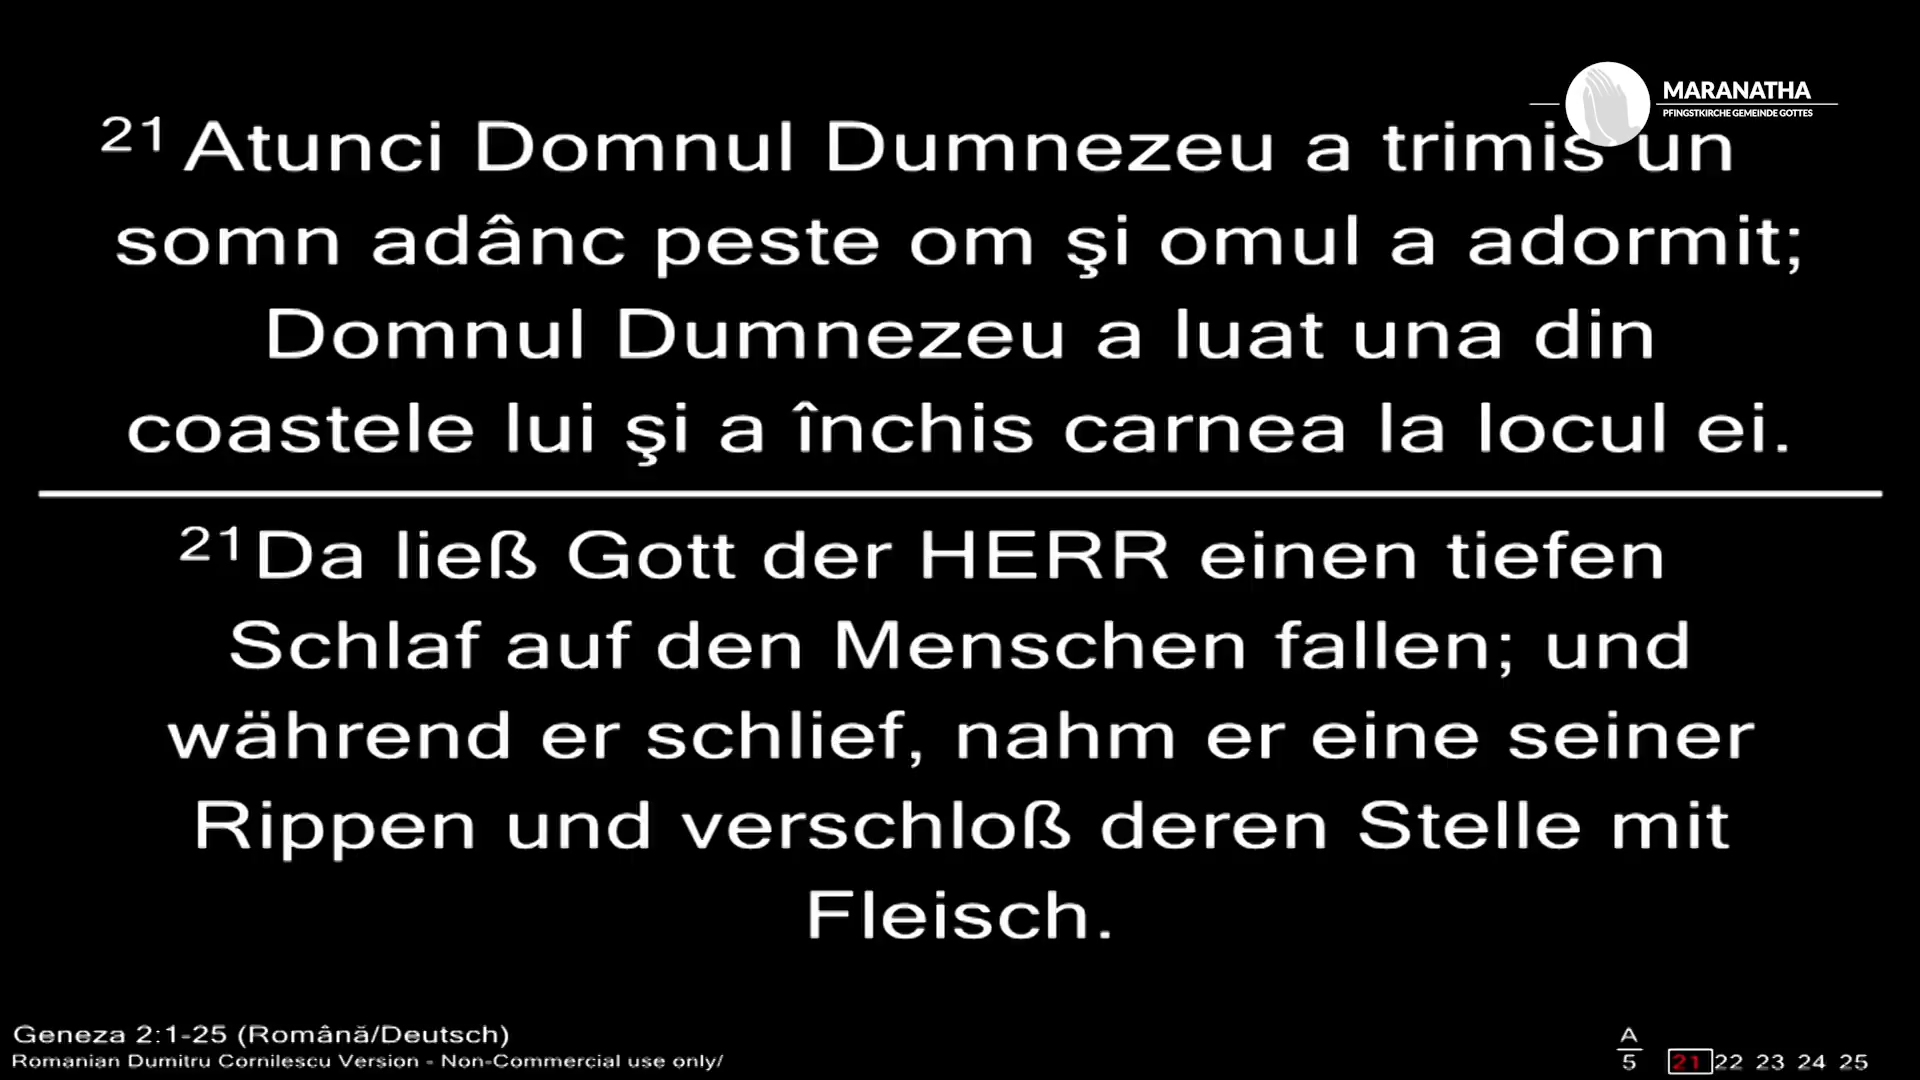 MARANATHA
PFINGSTKIRCHE GEMEINDE GOTTES
21 Atunci Domnul Dumnezeu a trimis un
somn adânc peste om şi omul a adormit;
Domnul Dumnezeu a luat una din
coastele lui şi a închis carnea la locul ei.
21 Da ließ Gott der HERR einen tiefen
Schlaf auf den Menschen fallen; und
während er schlief, nahm er eine seiner
Rippen und verschloß deren Stelle mit
Fleisch.
Geneza 2:1-25 (Română/Deutsch)
Romanian Dumitru Cornilescu Version - Non-Commercial use only/
A
5 21 22 23 24 25